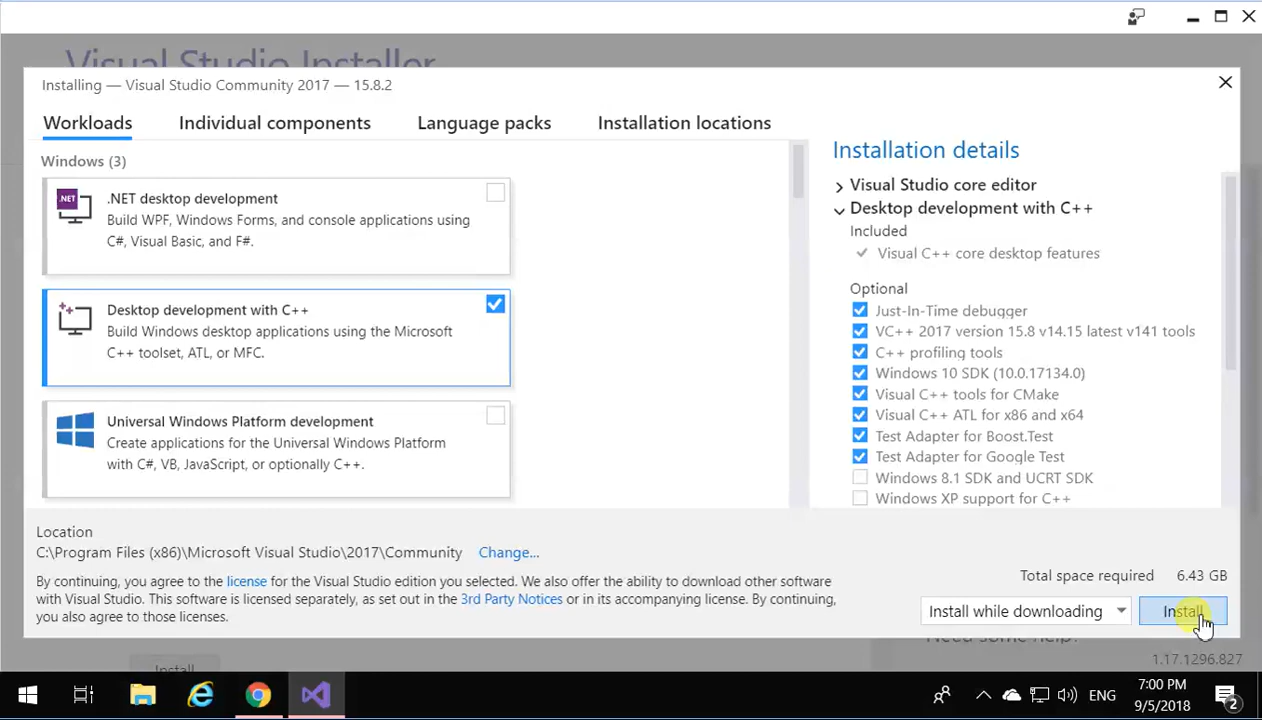 Visual Studio Installer
Installing — Visual Studio Community 2017 — 15.8.2
Workloads
Individual components
Language packs
Installation locations
Windows (3)
.NET
.NET desktop development
Build WPF, Windows Forms, and console applications using
C#, Visual Basic, and F#.
Desktop development with C++
Build Windows desktop applications using the Microsoft
C++ toolset, ATL, or MFC.
Universal Windows Platform development
Create applications for the Universal Windows Platform
with C#, VB, JavaScript, or optionally C++.
Installation details
Visual Studio core editor
Desktop development with C++
Included
Visual C++ core desktop features
Optional
Just-In-Time debugger
VC++ 2017 version 15.8 v14.15 latest v141 tools
C++ profiling tools
Windows 10 SDK (10.0.17134.0)
Visual C++ tools for CMake
Visual C++ ATL for x86 and x64
Test Adapter for Boost.Test
Test Adapter for Google Test
Windows 8.1 SDK and UCRT SDK
Windows XP support for C++
Location
C:\Program Files (x86)\Microsoft Visual Studio\2017\Community Change...
By continuing, you agree to the license for the Visual Studio edition you selected. We also offer the ability to download other software
with Visual Studio. This software is licensed separately, as set out in the 3rd Party Notices or in its accompanying license. By continuing,
you also agree to those licenses.
Total space required 6.43 GB
Install while downloading
Install
Need some help?
1.17.1296.827
Install
ENG
7:00 PM
9/5/2018
2